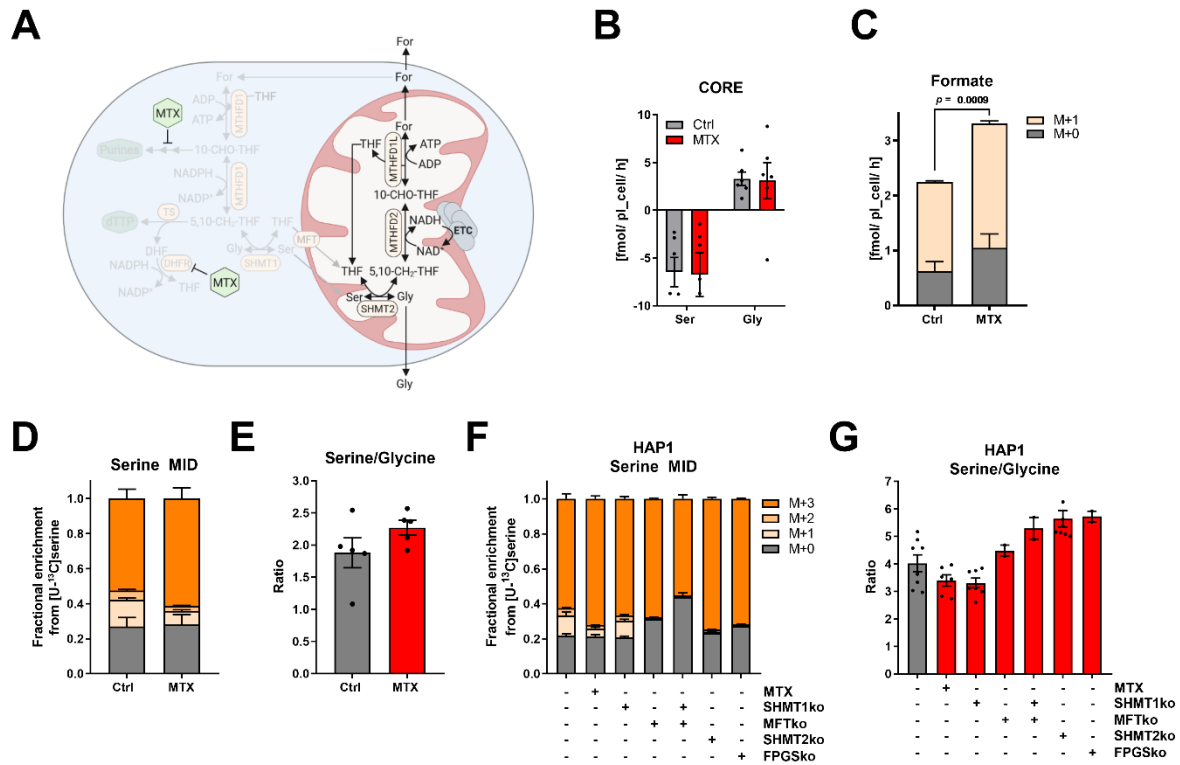 A
For
For
For
ADP
THF
ATP
MTHFD1
MTX
Purines
10-CHO-THF
NADPH
NADP⁺
MTHFD1
TS
dTTP
5,10-CH₂-THF
THF
MFT
DHF
NADPH
DHFR
NADP⁺
THF
MTX
Gly
Ser
SHMT1
For
THF
ATP
ADP
MTHFD1L
10-CHO-THF
MTHFD2
NADH
NAD⁺
ETC
THF
5,10-CH₂-THF
Ser
Gly
SHMT2
Gly
B
CORE
Ctrl
MTX
[fmol/ pl_cell/ h]
10
5
0
-5
-10
Ser
Gly
C
Formate
p = 0.0009
M+1
M+0
[fmol/ pl_cell/ h]
3
2
1
0
Ctrl
MTX
D
Serine MID
Fractional enrichment
from [U-¹³C]serine
1.0
0.8
0.6
0.4
0.2
0.0
Ctrl
MTX
E
Serine/Glycine
Ratio
3.0
2.5
2.0
1.5
1.0
0.5
0.0
Ctrl
MTX
F
HAP1
Serine MID
Fractional enrichment
from [U-¹³C]serine
1.0
0.8
0.6
0.4
0.2
0.0
M+3
M+2
M+1
M+0
- + - - - - - MTX
- - + - + - - SHMT1ko
- - - + + - - MFTko
- - - - - + - SHMT2ko
- - - - - - + FPGSko
G
HAP1
Serine/Glycine
Ratio
7
6
5
4
3
2
1
0
- + - - - - - MTX
- - + - + - - SHMT1ko
- - - + + - - MFTko
- - - - - + - SHMT2ko
- - - - - - + FPGSko